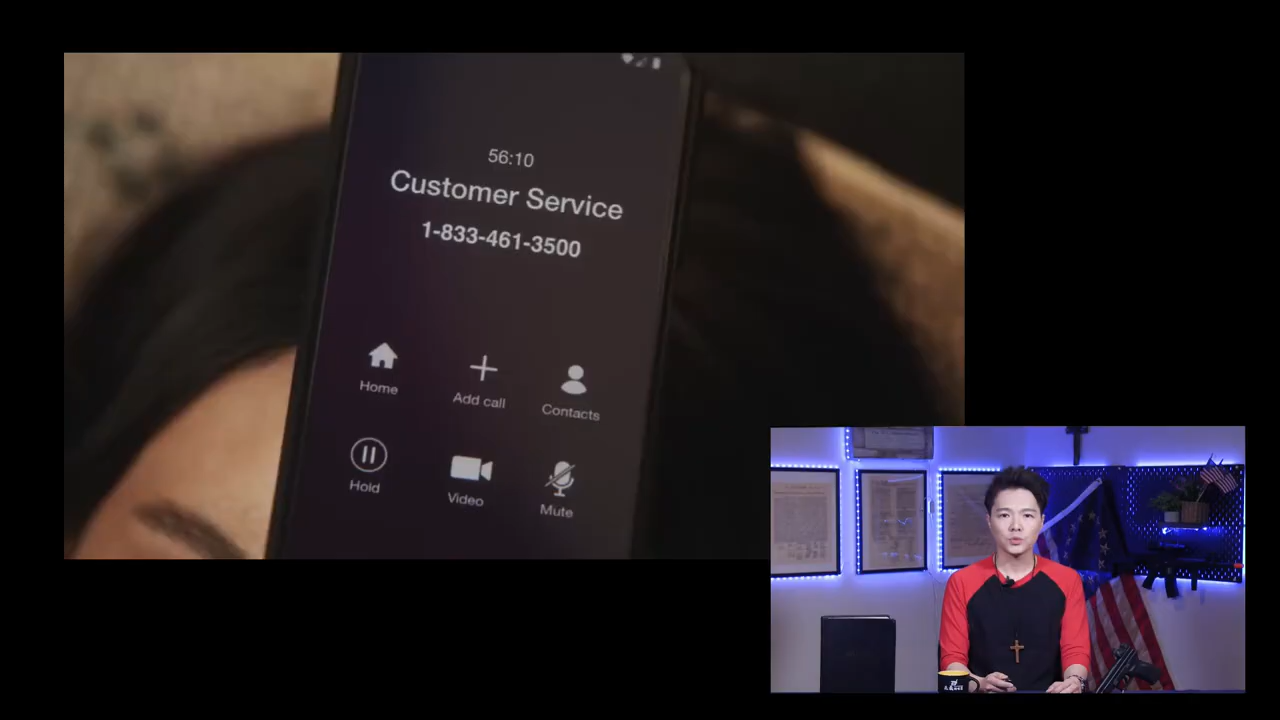 56:10
Customer Service
1-833-461-3500
Home
Add call
Contacts
Hold
Video
Mute